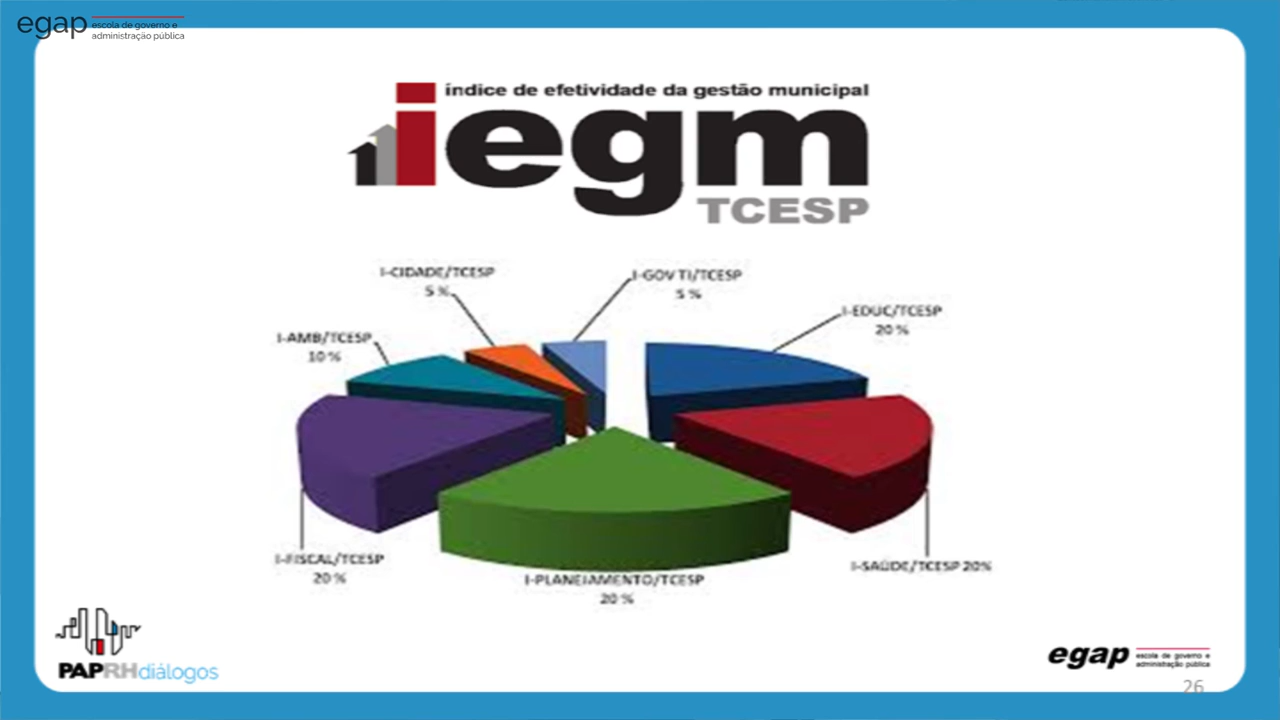 egap escola de governo e
administração pública
índice de efetividade da gestão municipal
iegm
TCESP
I-CIDADE/TCESP
5 %
I-GOV TI/TCESP
5 %
I-EDUC/TCESP
20 %
I-AMB/TCESP
10 %
I-FISCAL/TCESP
20 %
I-PLANEJAMENTO/TCESP
20 %
I-SAÚDE/TCESP 20%
PAPRHdiálogos
egap escola de governo e
administração pública
26